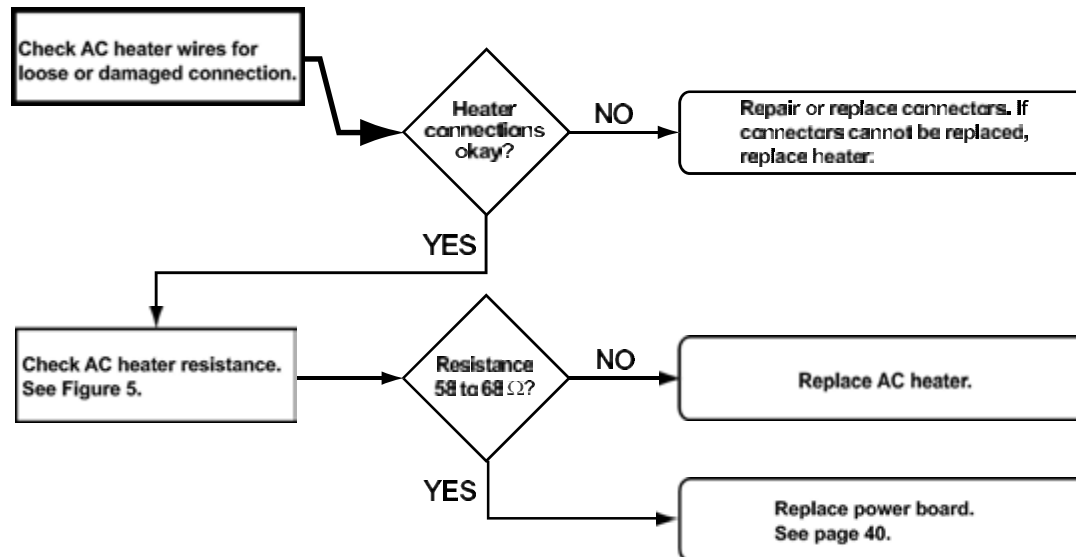 Check AC heater wires for
loose or damaged connection.
Heater
connections
okay?
NO
Repair or replace connectors. If
connectors cannot be replaced,
replace heater.
YES
Check AC heater resistance.
See Figure 5.
Resistance
58 to 68 Ω?
NO
Replace AC heater.
YES
Replace power board.
See page 40.